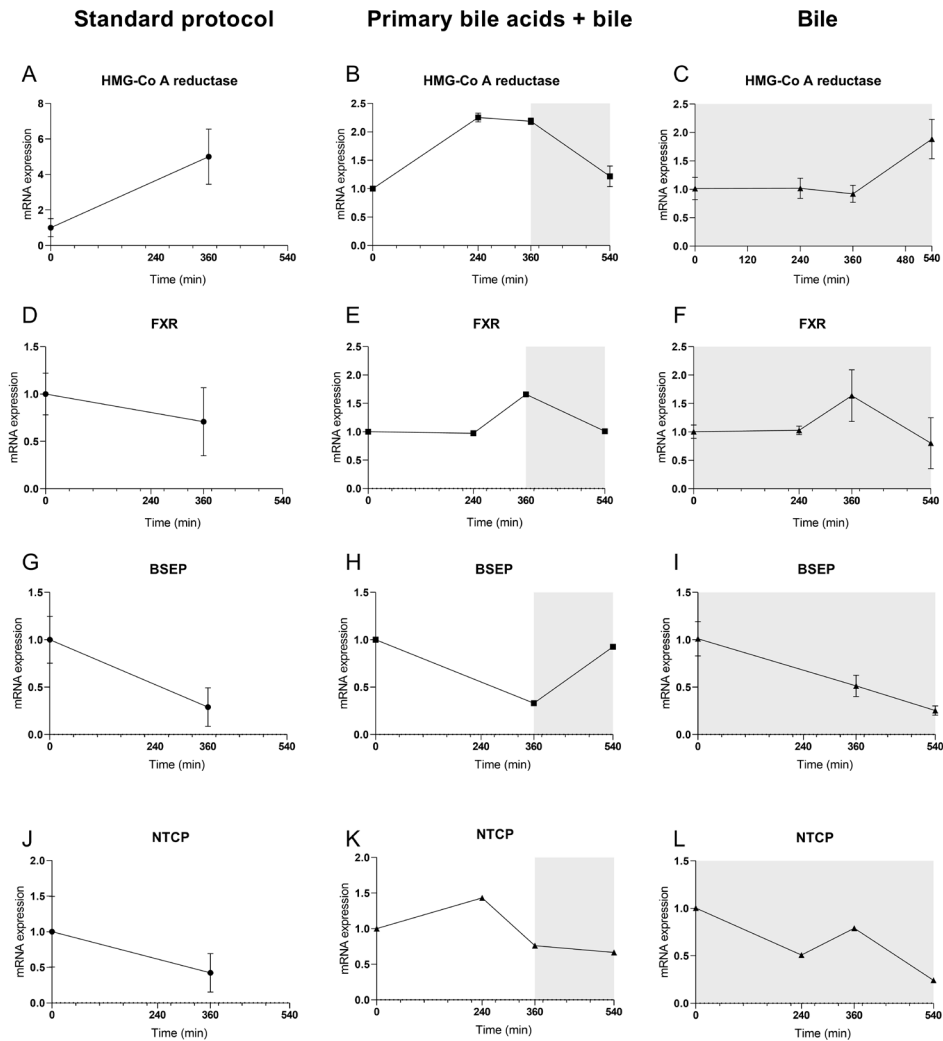 Standard protocol
Primary bile acids + bile
Bile
A
HMG-Co A reductase
mRNA expression
8
6
4
2
0
0
240
360
540
Time (min)
B
HMG-Co A reductase
mRNA expression
2.5
2.0
1.5
1.0
0.5
0.0
0
240
360
540
Time (min)
C
HMG-Co A reductase
mRNA expression
2.5
2.0
1.5
1.0
0.5
0.0
0
120
240
360
480
540
Time (min)
D
FXR
mRNA expression
1.5
1.0
0.5
0.0
0
240
360
540
Time (min)
E
FXR
mRNA expression
2.5
2.0
1.5
1.0
0.5
0.0
0
240
360
540
Time (min)
F
FXR
mRNA expression
2.5
2.0
1.5
1.0
0.5
0.0
0
240
360
540
Time (min)
G
BSEP
mRNA expression
1.5
1.0
0.5
0.0
0
240
360
540
Time (min)
H
BSEP
mRNA expression
1.5
1.0
0.5
0.0
0
240
360
540
Time (min)
I
BSEP
mRNA expression
1.5
1.0
0.5
0.0
0
240
360
540
Time (min)
J
NTCP
mRNA expression
2.0
1.5
1.0
0.5
0.0
0
240
360
540
Time (min)
K
NTCP
mRNA expression
2.0
1.5
1.0
0.5
0.0
0
240
360
540
Time (min)
L
NTCP
mRNA expression
1.5
1.0
0.5
0.0
0
240
360
540
Time (min)